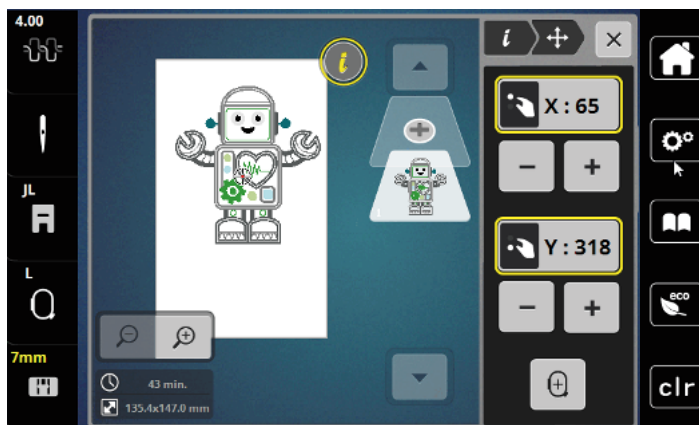 4.00
i
i
X : 65
−
+
JL
Y : 318
−
+
L
eco
7mm
43 min.
135.4x147.0 mm
clr